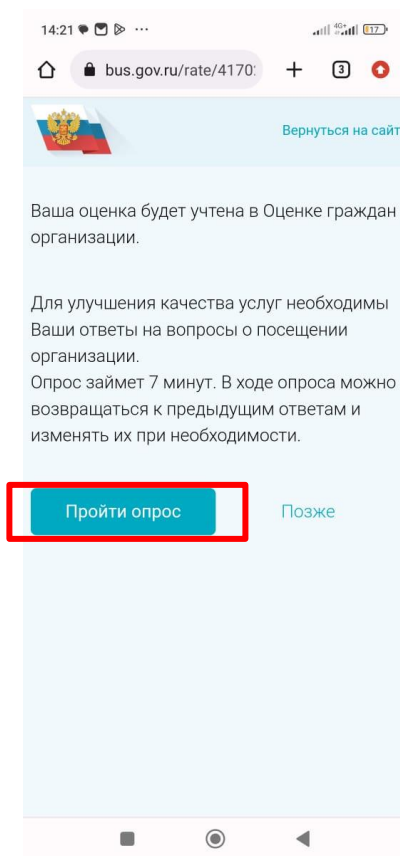 14:21
4G+
17
bus.gov.ru/rate/4170
3
Вернуться на сайт
Ваша оценка будет учтена в Оценке граждан
организации.
Для улучшения качества услуг необходимы
Ваши ответы на вопросы о посещении
организации.
Опрос займет 7 минут. В ходе опроса можно
возвращаться к предыдущим ответам и
изменять их при необходимости.
Пройти опрос
Позже